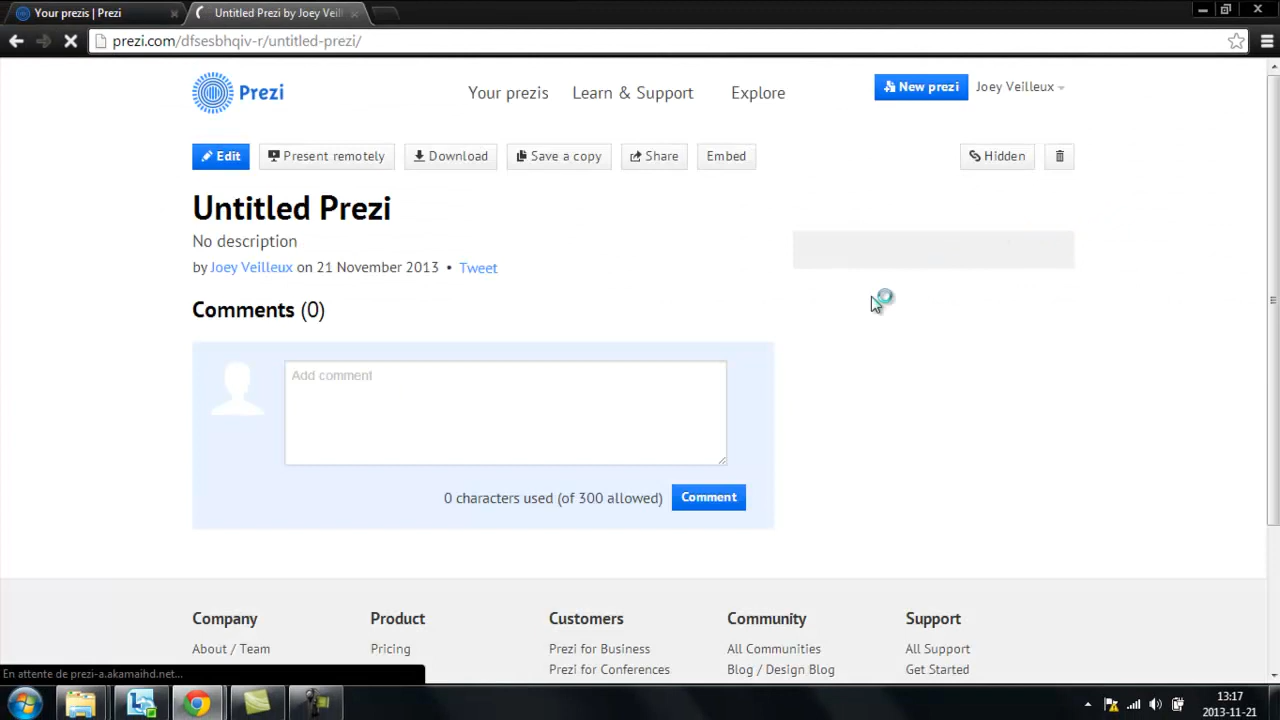 Your prezis | Prezi
Untitled Prezi by Joey Veill
prezi.com/dfsesbhqiv-r/untitled-prezi/
Prezi
Your prezis
Learn & Support
Explore
New prezi
Joey Veilleux
Edit
Present remotely
Download
Save a copy
Share
Embed
Hidden
Untitled Prezi
No description
by Joey Veilleux on 21 November 2013 • Tweet
Comments (0)
Add comment
0 characters used (of 300 allowed)
Comment
Company
Product
Customers
Community
Support
About / Team
Pricing
Prezi for Business
All Communities
All Support
Prezi for Conferences
Blog / Design Blog
Get Started
En attente de prezi-a.akamaihd.net...
13:17
2013-11-21